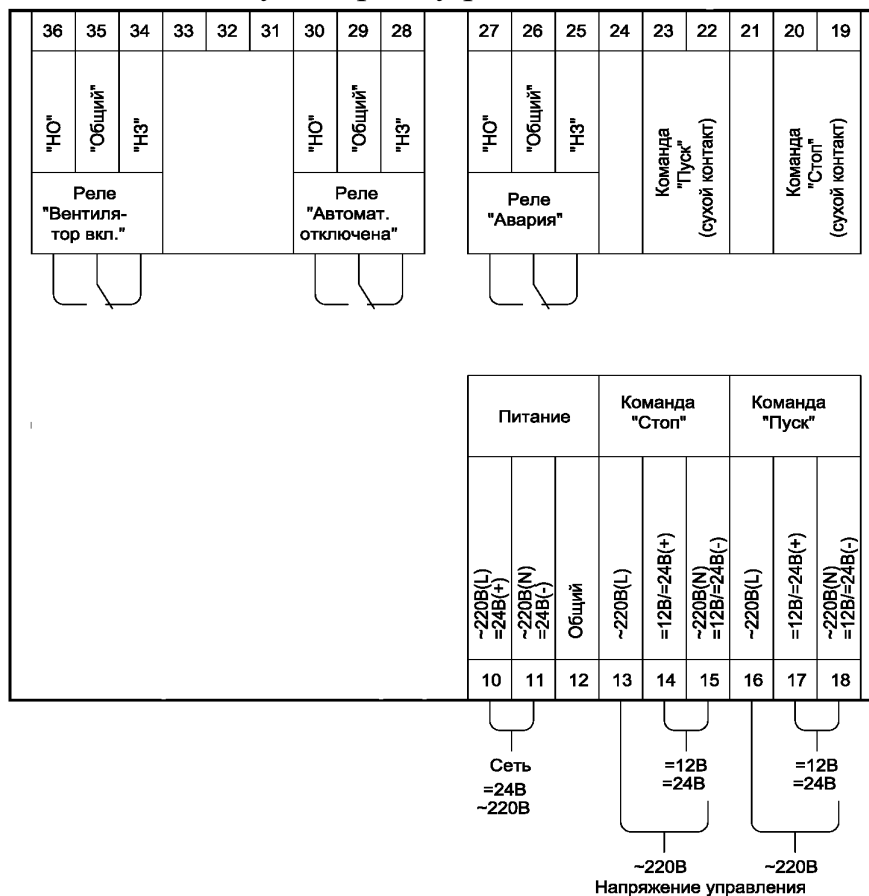 36 35 34 33 32 31 30 29 28 27 26 25 24 23 22 21 20 19
"НО" "Общий" "НЗ" "НО" "Общий" "НЗ" "НО" "Общий" "НЗ"
Команда
"Пуск"
(сухой контакт)
Команда
"Стоп"
(сухой контакт)
Реле
"Вентиля-
тор вкл."
Реле
"Автомат.
отключена"
Реле
"Авария"
Питание
Команда
"Стоп"
Команда
"Пуск"
~220В(L)
=24В(+)
~220В(N)
=24В(-)
Общий
~220В(L)
=12В/=24В(+)
~220В(N)
=12В/=24В(-)
~220В(L)
=12В/=24В(+)
~220В(N)
=12В/=24В(-)
10 11 12 13 14 15 16 17 18
Сеть
=24В
~220В
=12В
=24В
=12В
=24В
~220В ~220В
Напряжение управления